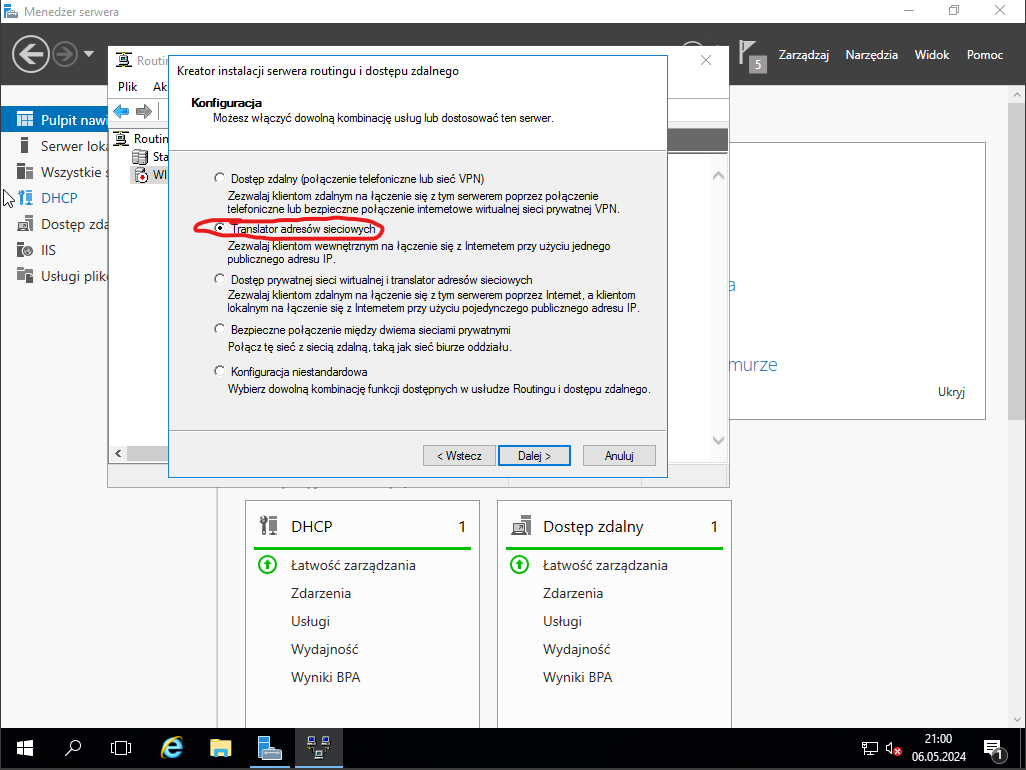 Menedżer serwera
5
Zarządzaj
Narzędzia
Widok
Pomoc
Pulpit nawi
Serwer loka
Wszystkie s
DHCP
Dostęp zda
IIS
Usługi pliko
Routin
Plik
Ak
Routin
Sta
WI
Kreator instalacji serwera routingu i dostępu zdalnego
Konfiguracja
Możesz włączyć dowolną kombinację usług lub dostosować ten serwer.
Dostęp zdalny (połączenie telefoniczne lub sieć VPN)
Zezwalaj klientom zdalnym na łączenie się z tym serwerem poprzez połączenie
telefoniczne lub bezpieczne połączenie internetowe wirtualnej sieci prywatnej VPN.
Translator adresów sieciowych
Zezwalaj klientom wewnętrznym na łączenie się z Internetem przy użyciu jednego
publicznego adresu IP.
Dostęp prywatnej sieci wirtualnej i translator adresów sieciowych
Zezwalaj klientom zdalnym na łączenie się z tym serwerem poprzez Internet, a klientom
lokalnym na łączenie się z Internetem przy użyciu pojedynczego publicznego adresu IP.
Bezpieczne połączenie między dwiema sieciami prywatnymi
Połącz tę sieć z siecią zdalną, taką jak sieć biurze oddziału.
Konfiguracja niestandardowa
Wybierz dowolną kombinację funkcji dostępnych w usłudze Routingu i dostępu zdalnego.
< Wstecz
Dalej >
Anuluj
a
murze
Ukryj
DHCP 1
Łatwość zarządzania
Zdarzenia
Usługi
Wydajność
Wyniki BPA
Dostęp zdalny 1
Łatwość zarządzania
Zdarzenia
Usługi
Wydajność
Wyniki BPA
21:00
06.05.2024
1